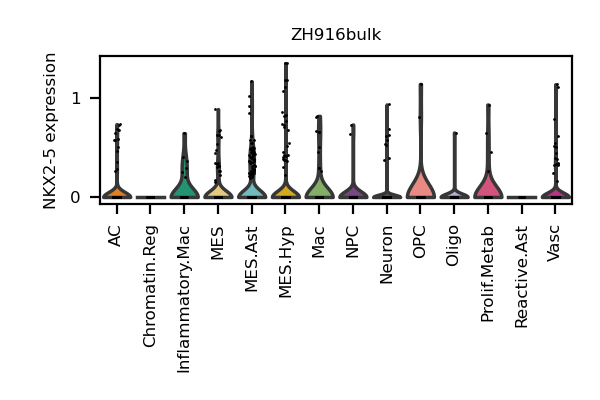 ZH916bulk
NKX2-5 expression
1
0
AC
Chromatin.Reg
Inflammatory.Mac
MES
MES.Ast
MES.Hyp
Mac
NPC
Neuron
OPC
Oligo
Prolif.Metab
Reactive.Ast
Vasc